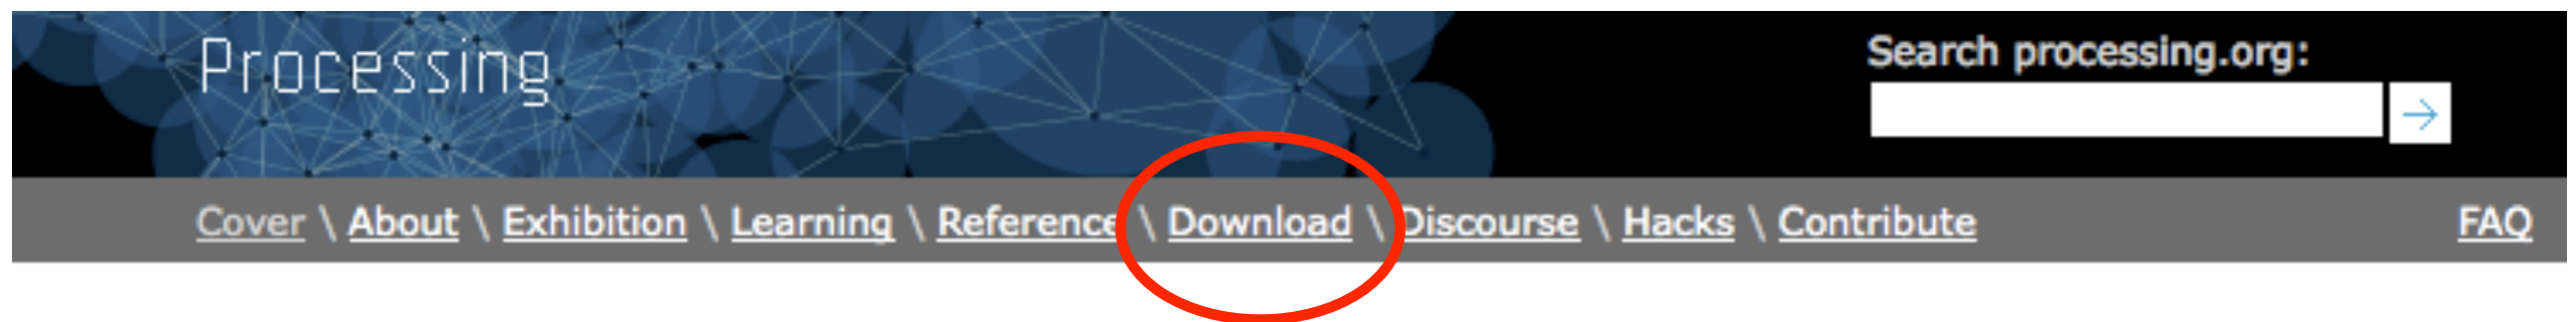 Processing
Search processing.org:
Cover \ About \ Exhibition \ Learning \ Reference \ Download \ Discourse \ Hacks \ Contribute FAQ